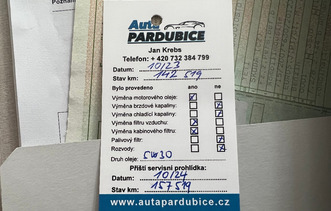 Poznám
Auto
PARDUBICE
Jan Krebs
Telefon: + 420 732 384 799
Datum: 10/23
Stav km: 142 519
Bylo provedeno ano ne
Výměna motorového oleje:
Výměna brzdové kapaliny:
Výměna chladící kapaliny:
Výměna filtru vzduchu:
Výměna kabinového filtru:
Palivový filtr:
Rozvody:
Druh oleje: 5W30
Příští servisní prohlídka:
Datum: 10/24
Stav km: 157 519
www.autapardubice.cz